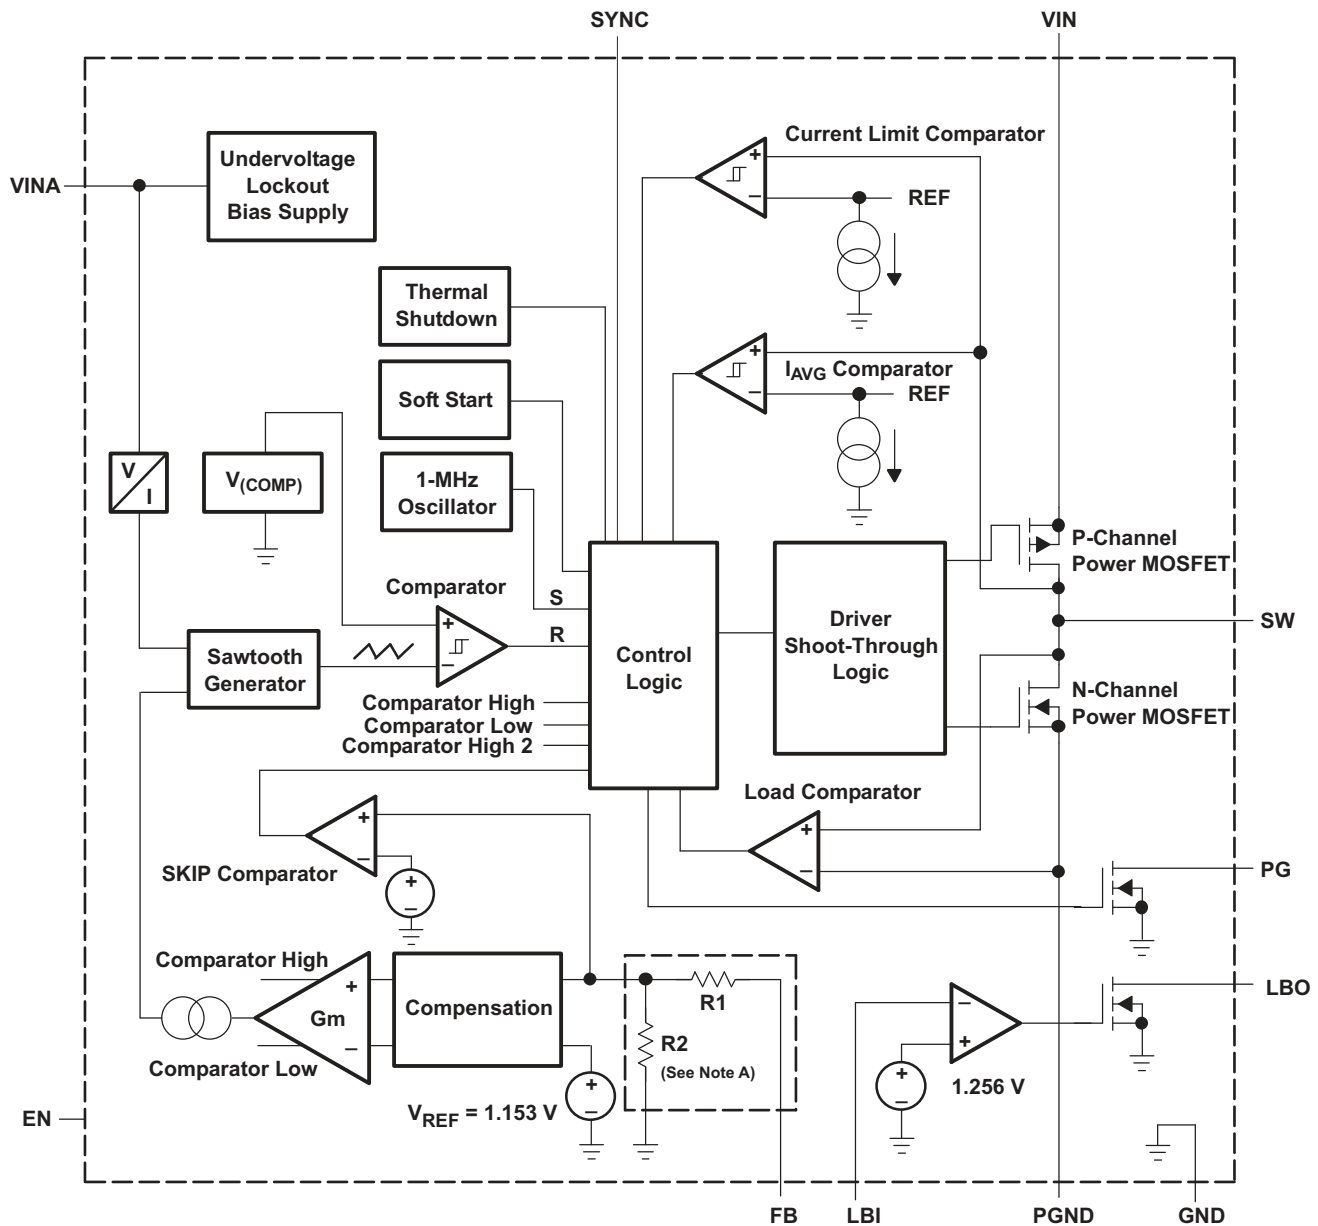 SYNC
VIN
VINA
Undervoltage
Lockout
Bias Supply
Current Limit Comparator
+
−
REF
Thermal
Shutdown
Soft Start
1-MHz
Oscillator
+
−
I_AVG Comparator
REF
V
I
V(COMP)
Comparator
+
−
S
R
Sawtooth
Generator
Comparator High
Comparator Low
Comparator High 2
Control
Logic
Driver
Shoot-Through
Logic
P-Channel
Power MOSFET
SW
N-Channel
Power MOSFET
Load Comparator
+
−
SKIP Comparator
+
−
+
−
PG
Comparator High
Gm
+
−
Comparator Low
Compensation
R1
R2
(See Note A)
VREF = 1.153 V
+
−
−
+
+
−
1.256 V
LBO
EN
FB
LBI
PGND
GND